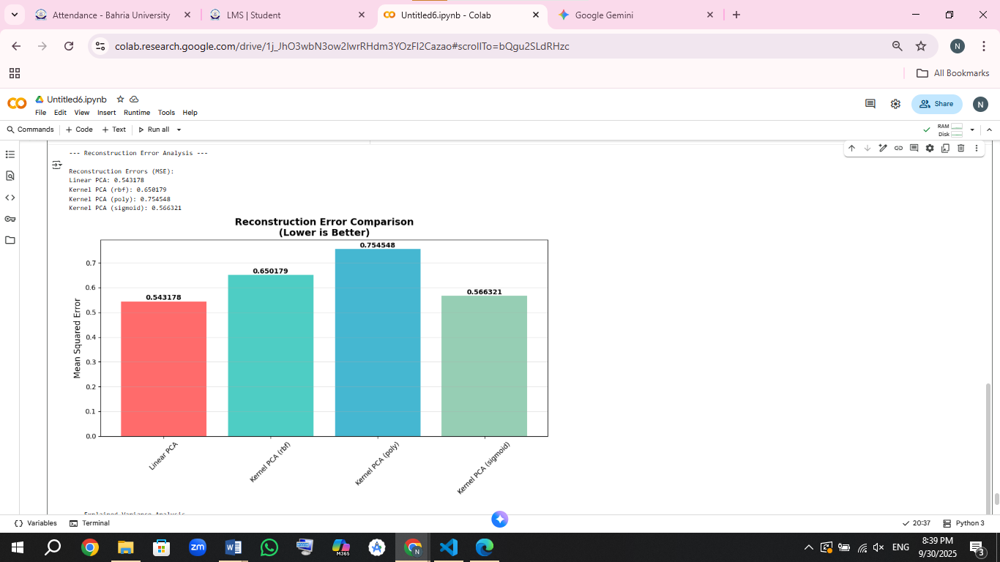 Attendance - Bahria University
LMS | Student
Untitled6.ipynb - Colab
Google Gemini
colab.research.google.com/drive/1j_JhO3wbN3ow2IwrRHdm3YOzFI2Cazao#scrollTo=bQgu2SLdRHzc
N
All Bookmarks
Untitled6.ipynb
File Edit View Insert Runtime Tools Help
Share
N
Commands + Code + Text Run all
RAM
Disk
--- Reconstruction Error Analysis ---
Reconstruction Errors (MSE):
Linear PCA: 0.543178
Kernel PCA (rbf): 0.650179
Kernel PCA (poly): 0.754548
Kernel PCA (sigmoid): 0.566321
Reconstruction Error Comparison
(Lower is Better)
Mean Squared Error
0.7
0.6
0.5
0.4
0.3
0.2
0.1
0.0
0.543178
0.650179
0.754548
0.566321
Linear PCA
Kernel PCA (rbf)
Kernel PCA (poly)
Kernel PCA (sigmoid)
Explained Variance Analysis
Variables
Terminal
20:37
Python 3
zm
M365
N
ENG
8:39 PM
9/30/2025
3